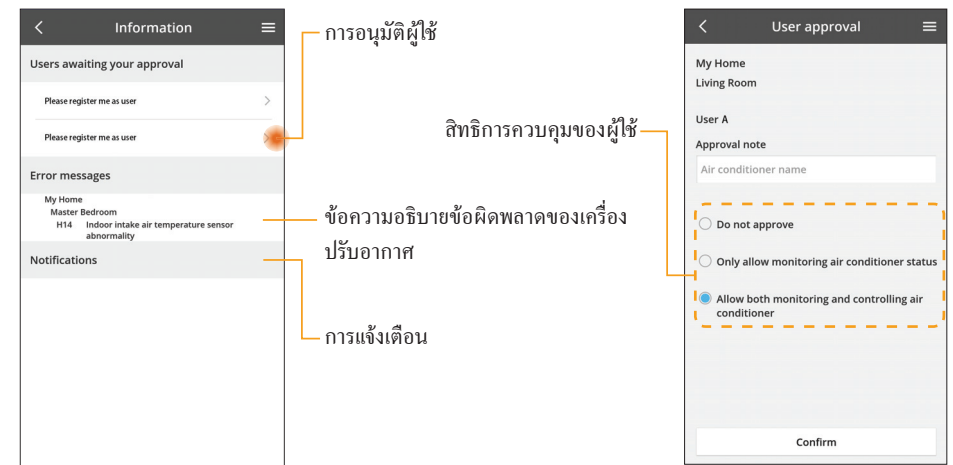 Information
Users awaiting your approval
Please register me as user
Please register me as user
Error messages
My Home
Master Bedroom
H14 Indoor intake air temperature sensor
abnormality
Notifications
การอนุมัติผู้ใช้
ข้อความอธิบายข้อผิดพลาดของเครื่อง
ปรับอากาศ
การแจ้งเตือน
สิทธิการควบคุมของผู้ใช้
User approval
My Home
Living Room
User A
Approval note
Air conditioner name
Do not approve
Only allow monitoring air conditioner status
Allow both monitoring and controlling air
conditioner
Confirm